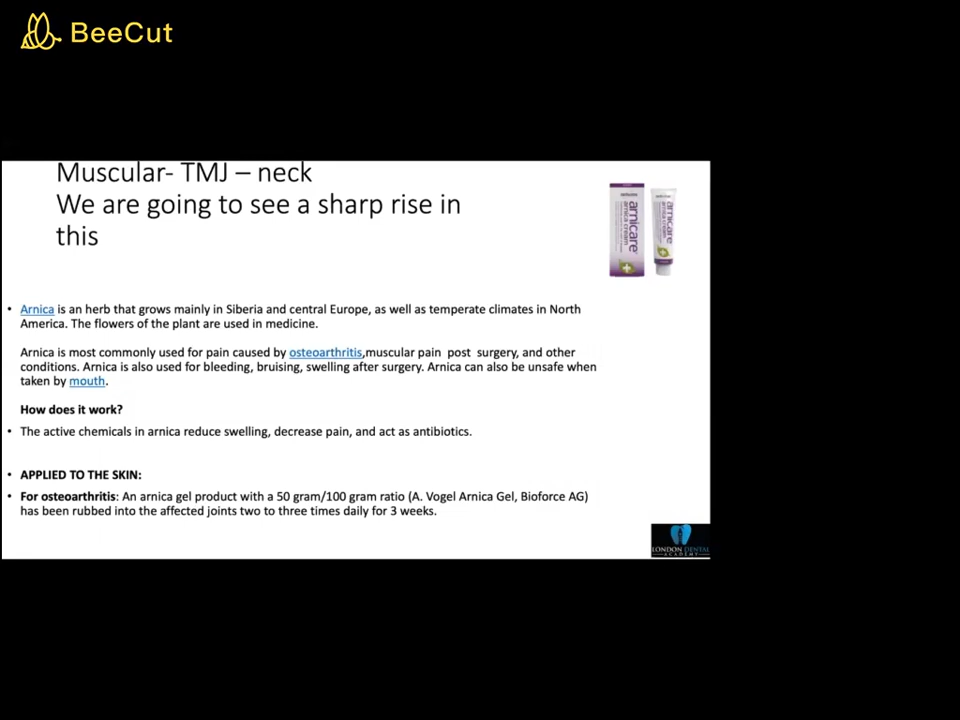 BeeCut
Muscular- TMJ – neck
We are going to see a sharp rise in
this
arnicare
arnica cream
arnicare
arnica cream
• Arnica is an herb that grows mainly in Siberia and central Europe, as well as temperate climates in North
America. The flowers of the plant are used in medicine.
Arnica is most commonly used for pain caused by osteoarthritis,muscular pain post surgery, and other
conditions. Arnica is also used for bleeding, bruising, swelling after surgery. Arnica can also be unsafe when
taken by mouth.
How does it work?
• The active chemicals in arnica reduce swelling, decrease pain, and act as antibiotics.
• APPLIED TO THE SKIN:
• For osteoarthritis: An arnica gel product with a 50 gram/100 gram ratio (A. Vogel Arnica Gel, Bioforce AG)
has been rubbed into the affected joints two to three times daily for 3 weeks.
LONDON DENTAL
ACADEMY